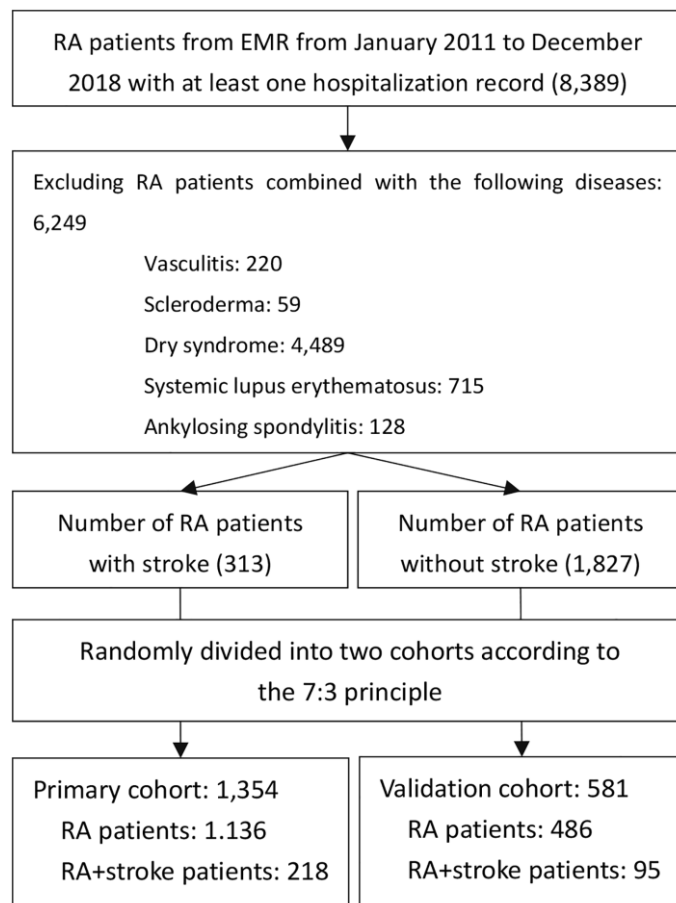 RA patients from EMR from January 2011 to December
2018 with at least one hospitalization record (8,389)
Excluding RA patients combined with the following diseases:
6,249
Vasculitis: 220
Scleroderma: 59
Dry syndrome: 4,489
Systemic lupus erythematosus: 715
Ankylosing spondylitis: 128
Number of RA patients
with stroke (313)
Number of RA patients
without stroke (1,827)
Randomly divided into two cohorts according to
the 7:3 principle
Primary cohort: 1,354
RA patients: 1.136
RA+stroke patients: 218
Validation cohort: 581
RA patients: 486
RA+stroke patients: 95